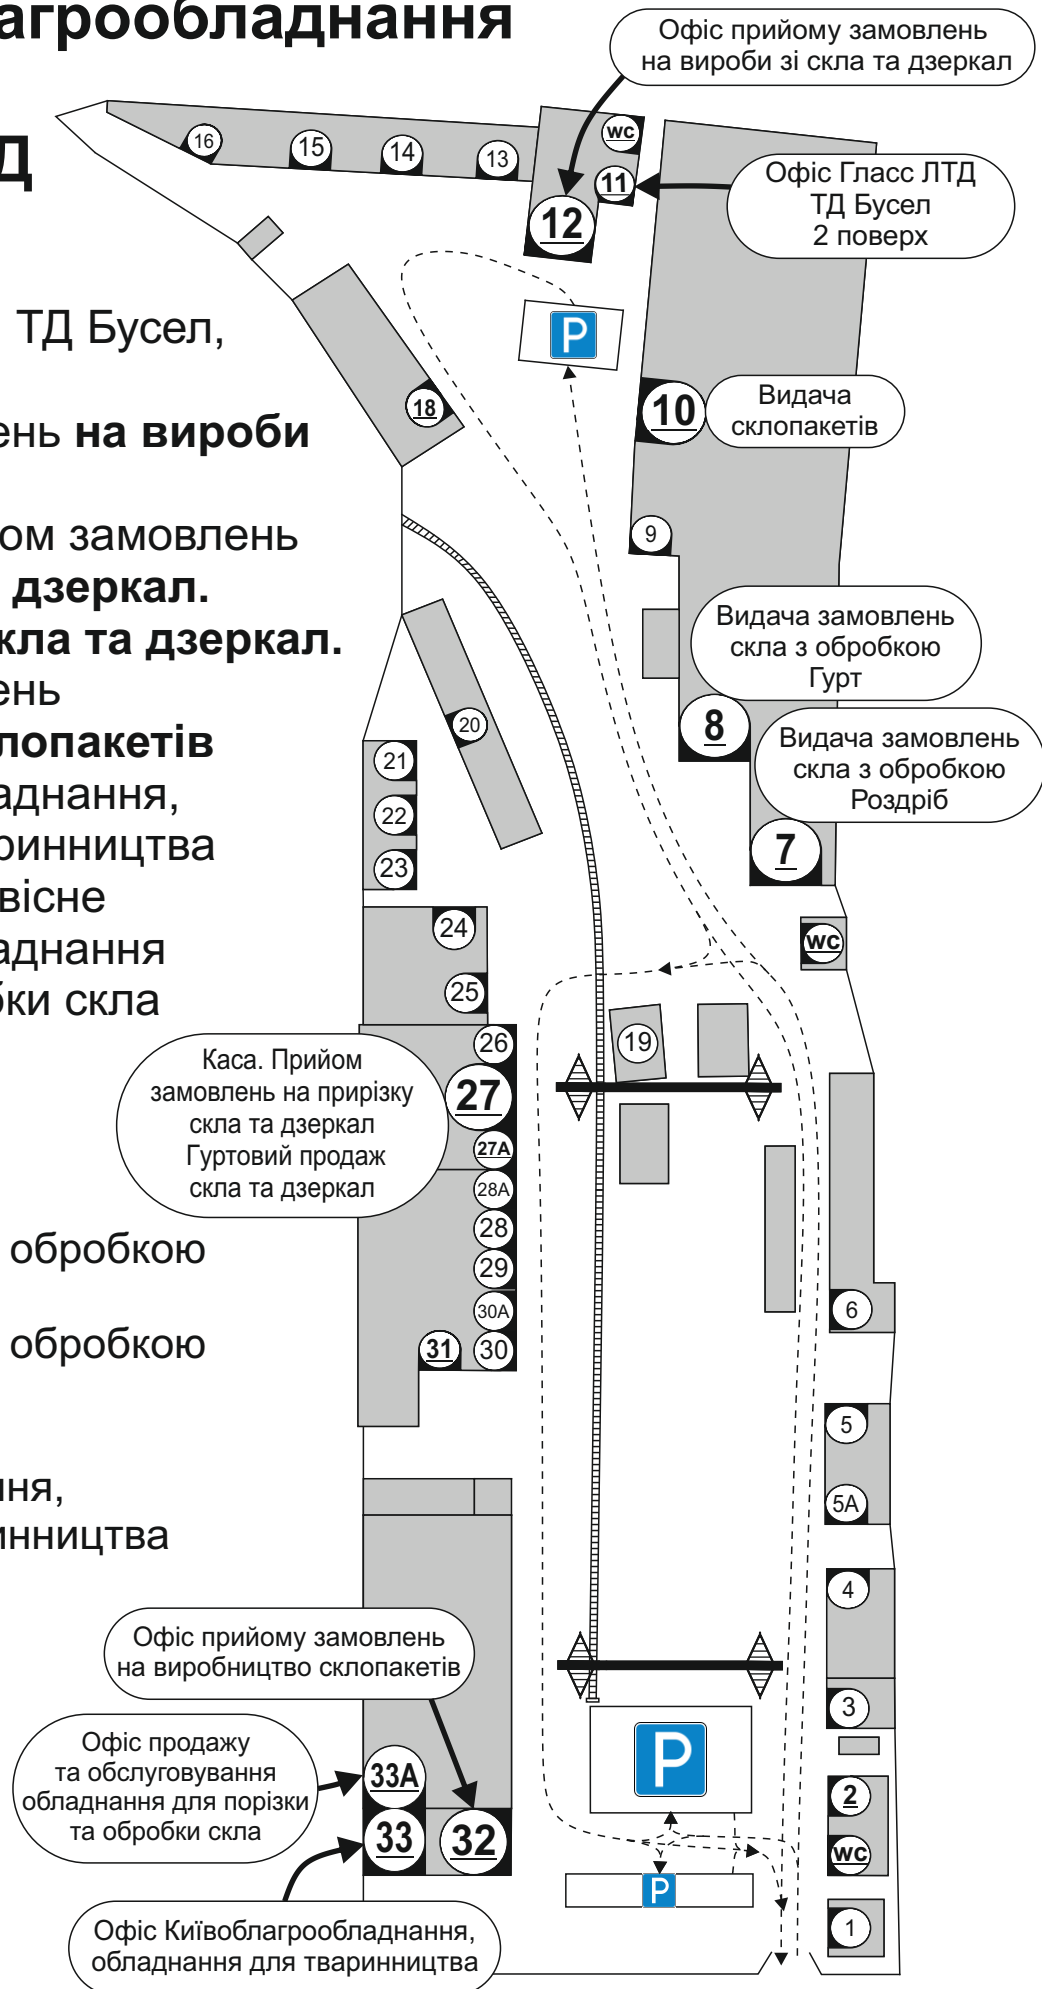 агрообладнання
Д
ТД Бусел,
ень на вироби
ом замовлень
дзеркал.
кла та дзеркал.
ень
лопакетів
аднання,
ринництва
вісне
аднання
бки скла
обробкою
обробкою
ння,
инництва
Офіс прийому замовлень
на вироби зі скла та дзеркал
16
15
14
13
wc
11
12
Офіс Гласс ЛТД
ТД Бусел
2 поверх
P
18
10
Видача
склопакетів
9
Видача замовлень
скла з обробкою
Гурт
8
Видача замовлень
скла з обробкою
Роздріб
7
20
21
22
23
24
25
wc
19
26
Каса. Прийом
замовлень на прирізку
скла та дзеркал
Гуртовий продаж
скла та дзеркал
27
27А
28А
28
29
30А
30
31
6
5
5А
4
3
Офіс прийому замовлень
на виробництво склопакетів
Офіс продажу
та обслуговування
обладнання для порізки
та обробки скла
33А
33
32
P
2
wc
P
1
Офіс Київоблагрообладнання,
обладнання для тваринництва